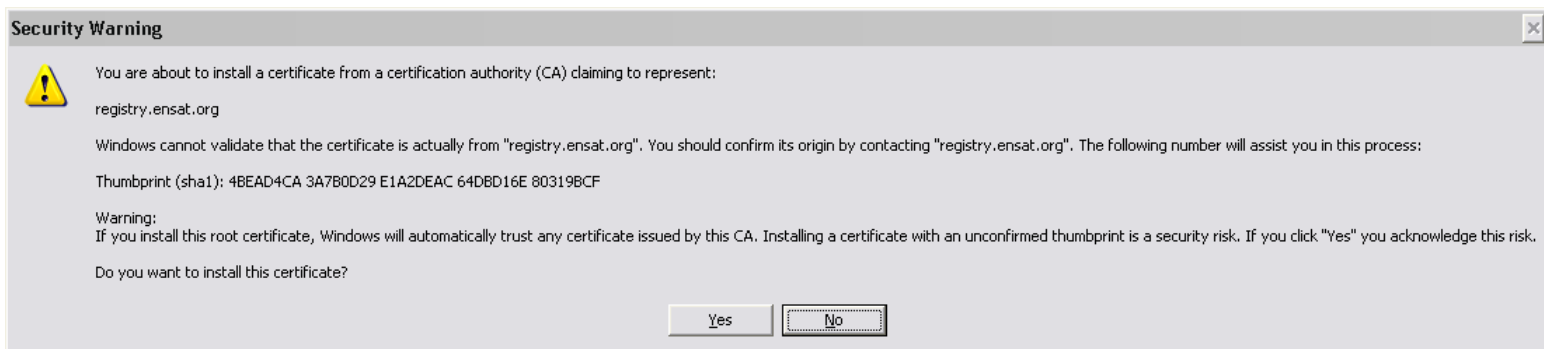 Security Warning
You are about to install a certificate from a certification authority (CA) claiming to represent:
registry.ensat.org
Windows cannot validate that the certificate is actually from "registry.ensat.org". You should confirm its origin by contacting "registry.ensat.org". The following number will assist you in this process:
Thumbprint (sha1): 4BEAD4CA 3A7B0D29 E1A2DEAC 64DBD16E 80319BCF
Warning:
If you install this root certificate, Windows will automatically trust any certificate issued by this CA. Installing a certificate with an unconfirmed thumbprint is a security risk. If you click "Yes" you acknowledge this risk.
Do you want to install this certificate?
Yes No